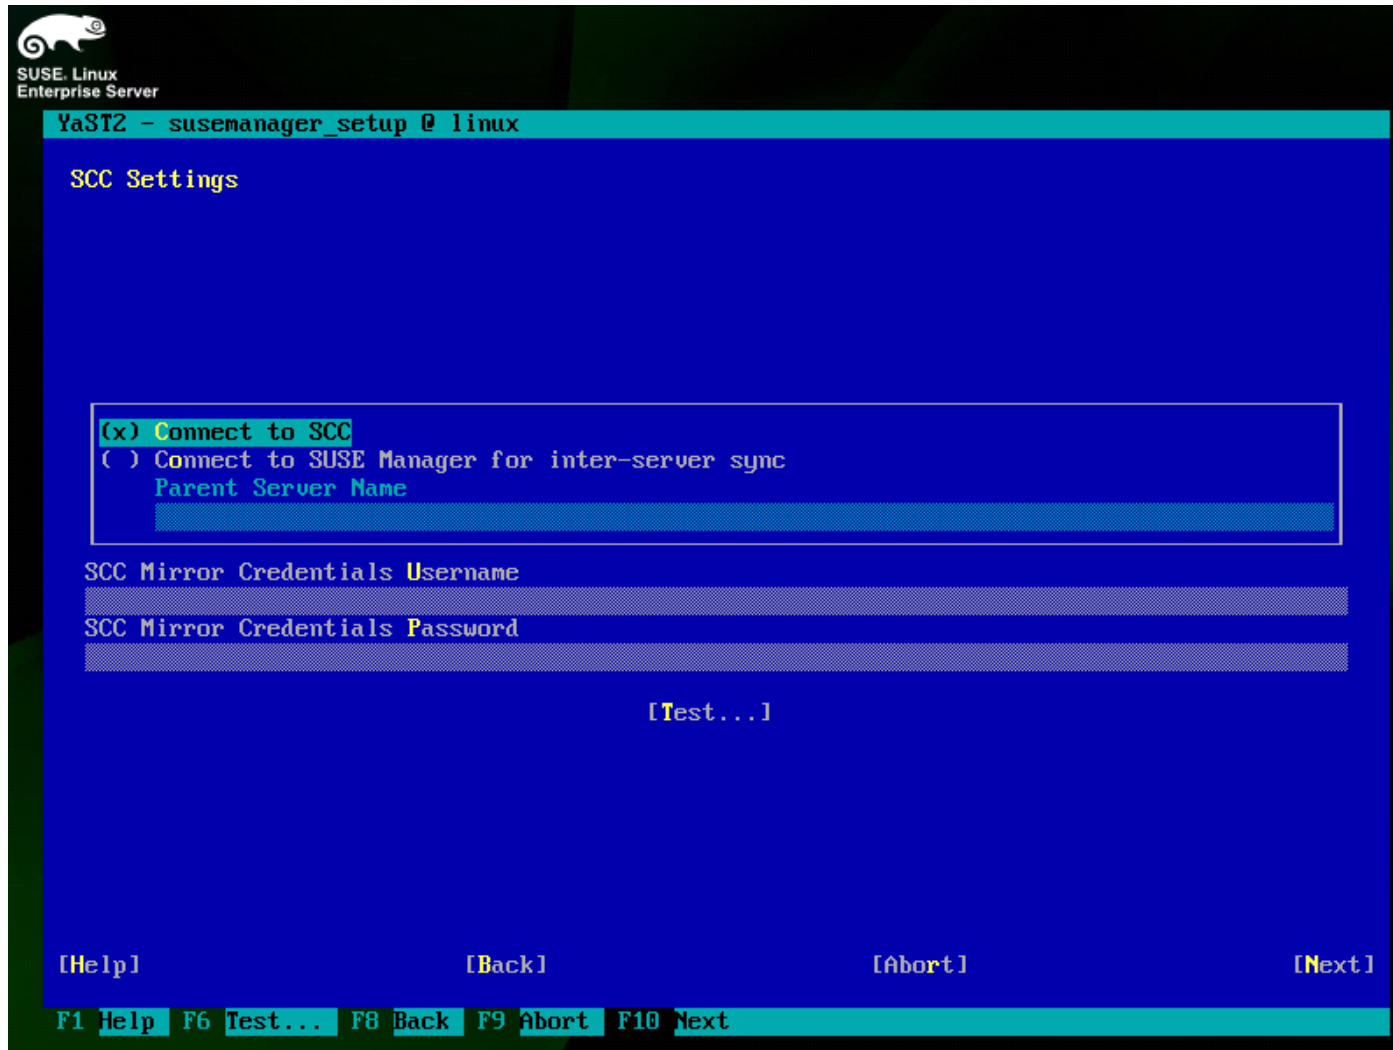 SUSE. Linux
Enterprise Server
YaST2 - susemanager_setup @ linux
SCC Settings
(x) Connect to SCC
( ) Connect to SUSE Manager for inter-server sync
Parent Server Name
SCC Mirror Credentials Username
SCC Mirror Credentials Password
[Test...]
[Help] [Back] [Abort] [Next]
F1 Help F6 Test... F8 Back F9 Abort F10 Next